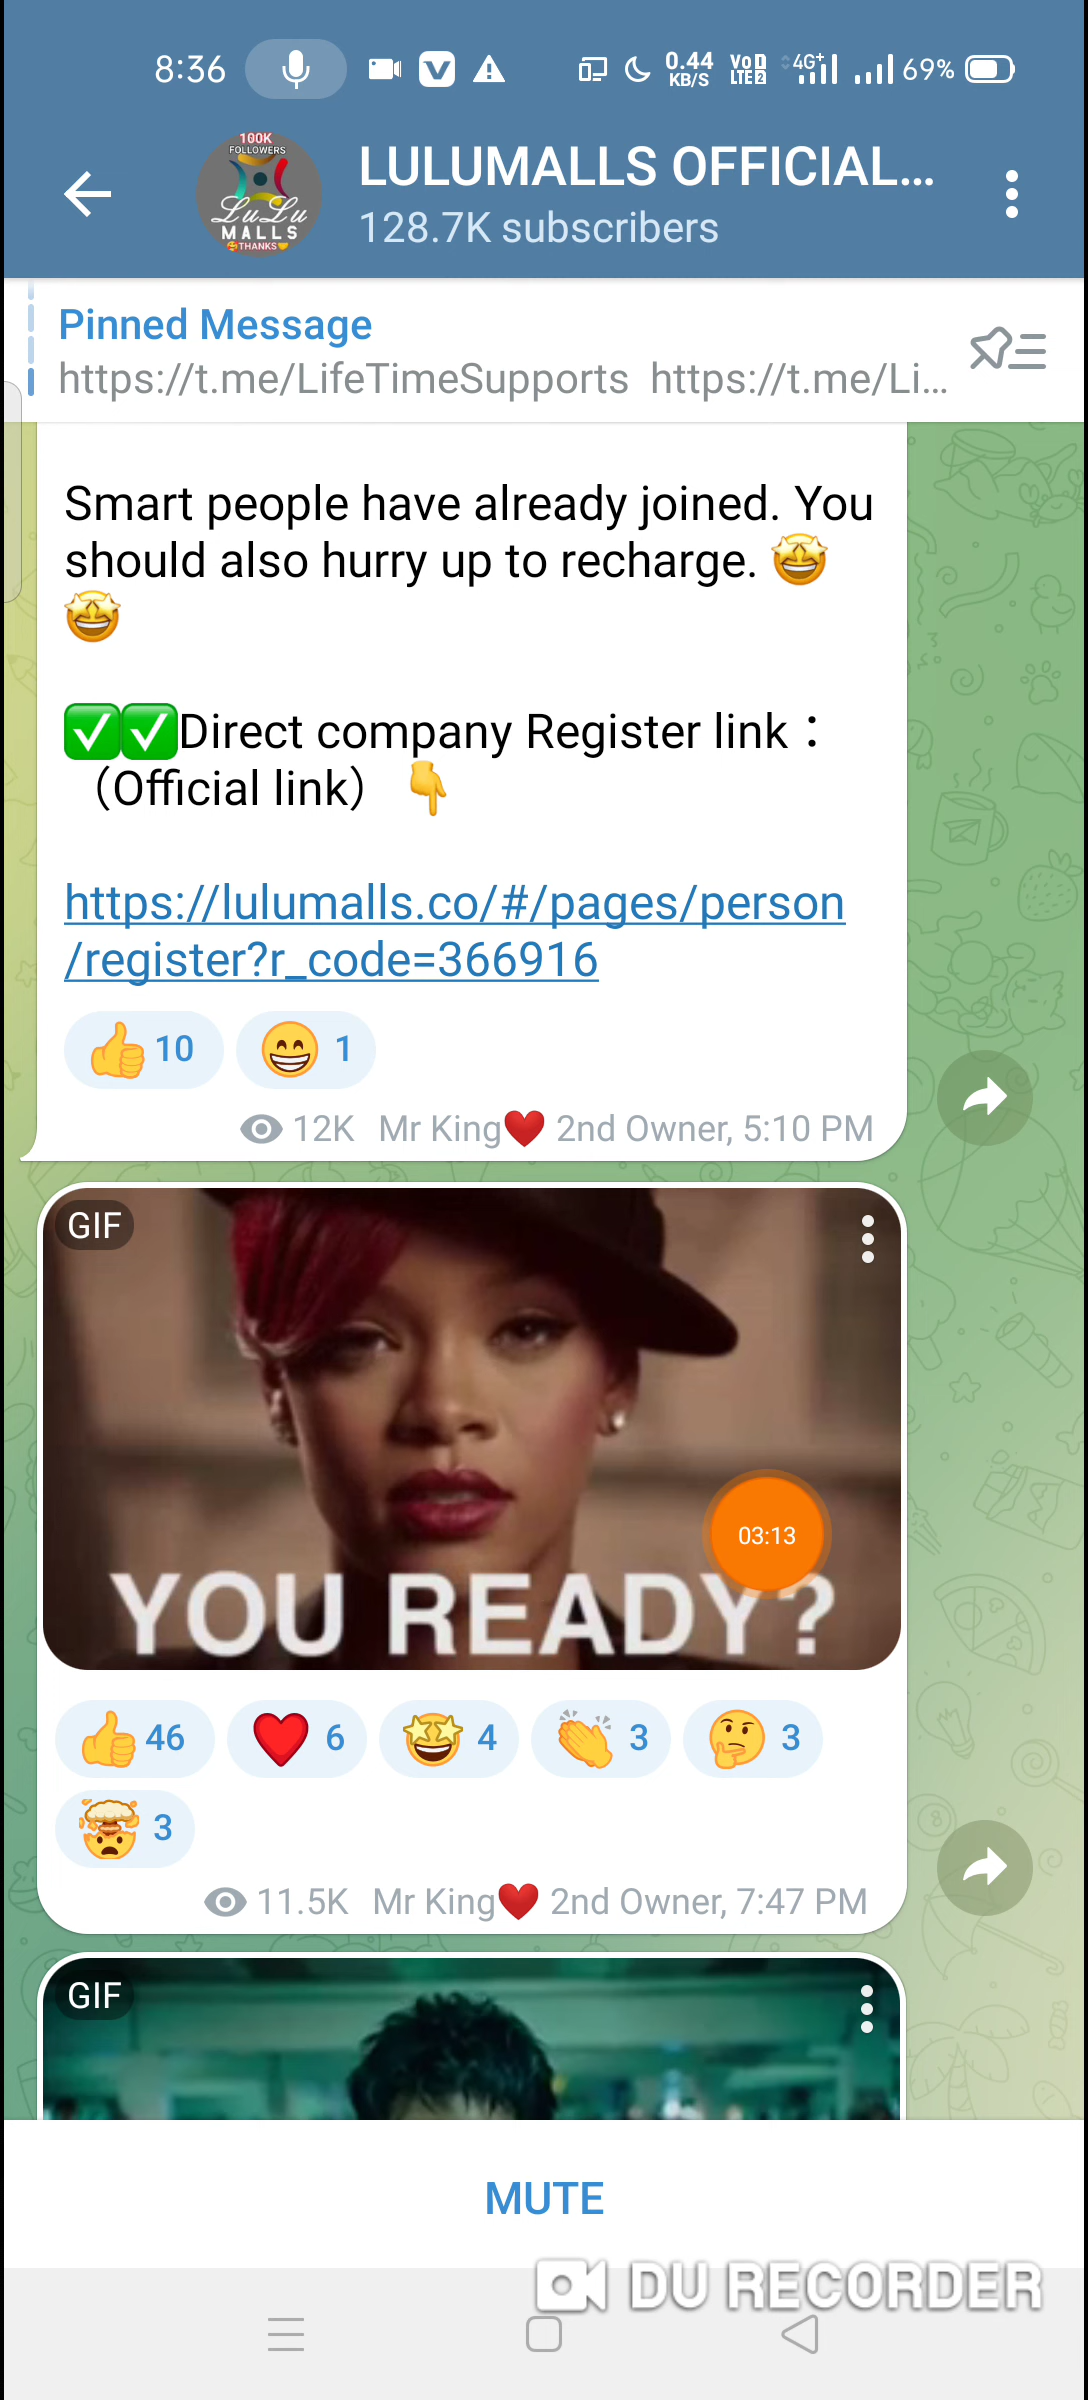 8:36
0.44
KB/S
VoD
LTE 2
4G+
69%
100K
FOLLOWERS
LuLu
MALLS
THANKS
LULUMALLS OFFICIAL...
128.7K subscribers
Pinned Message
https://t.me/LifeTimeSupports https://t.me/Li...
Smart people have already joined. You
should also hurry up to recharge. 🤩
🤩
✅✅Direct company Register link：
（Official link） 👇
https://lulumalls.co/#/pages/person
/register?r_code=366916
👍 10 😁 1
12K Mr King❤️ 2nd Owner, 5:10 PM
GIF
03:13
YOU READY?
👍 46 ❤️ 6 🤩 4 👏 3 🤔 3
🤯 3
11.5K Mr King❤️ 2nd Owner, 7:47 PM
GIF
MUTE
DU RECORDER